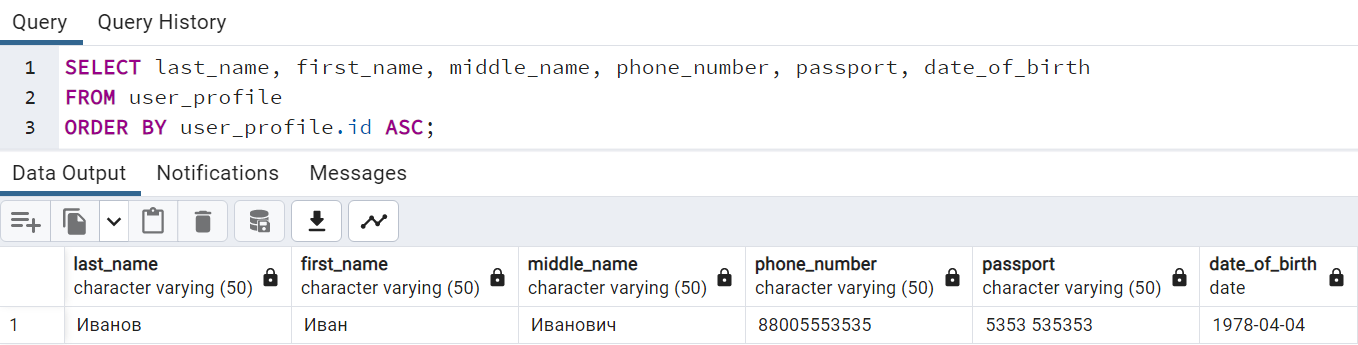 Query Query History
1 SELECT last_name, first_name, middle_name, phone_number, passport, date_of_birth
2 FROM user_profile
3 ORDER BY user_profile.id ASC;
Data Output Notifications Messages
last_name first_name middle_name phone_number passport date_of_birth
character varying (50) character varying (50) character varying (50) character varying (50) character varying (50) date
1 Иванов Иван Иванович 88005553535 5353 535353 1978-04-04